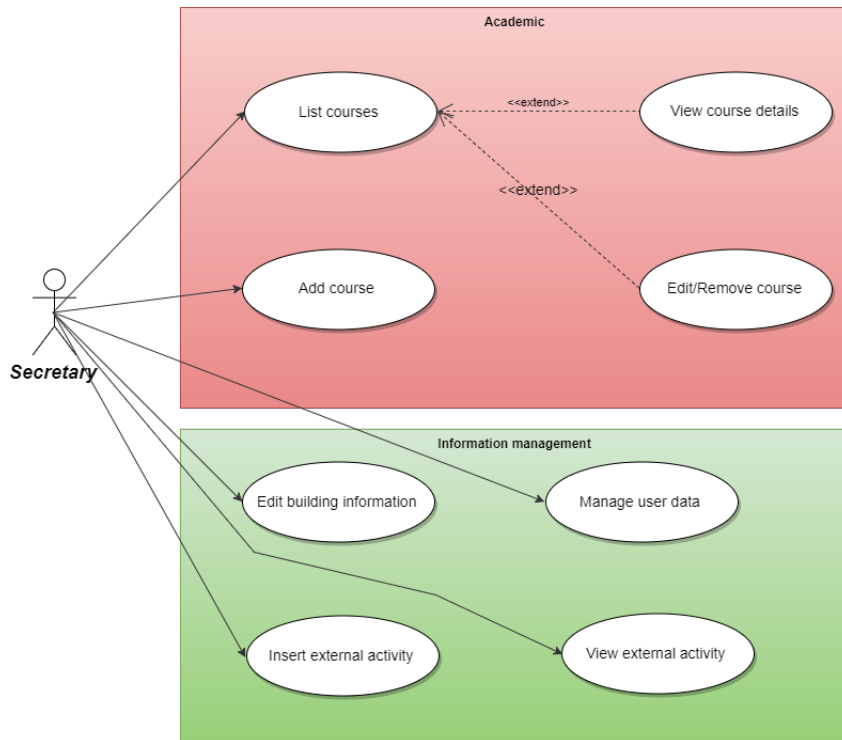 Academic
List courses
<<extend>>
View course details
<<extend>>
Add course
Edit/Remove course
Secretary
Information management
Edit building information
Manage user data
Insert external activity
View external activity